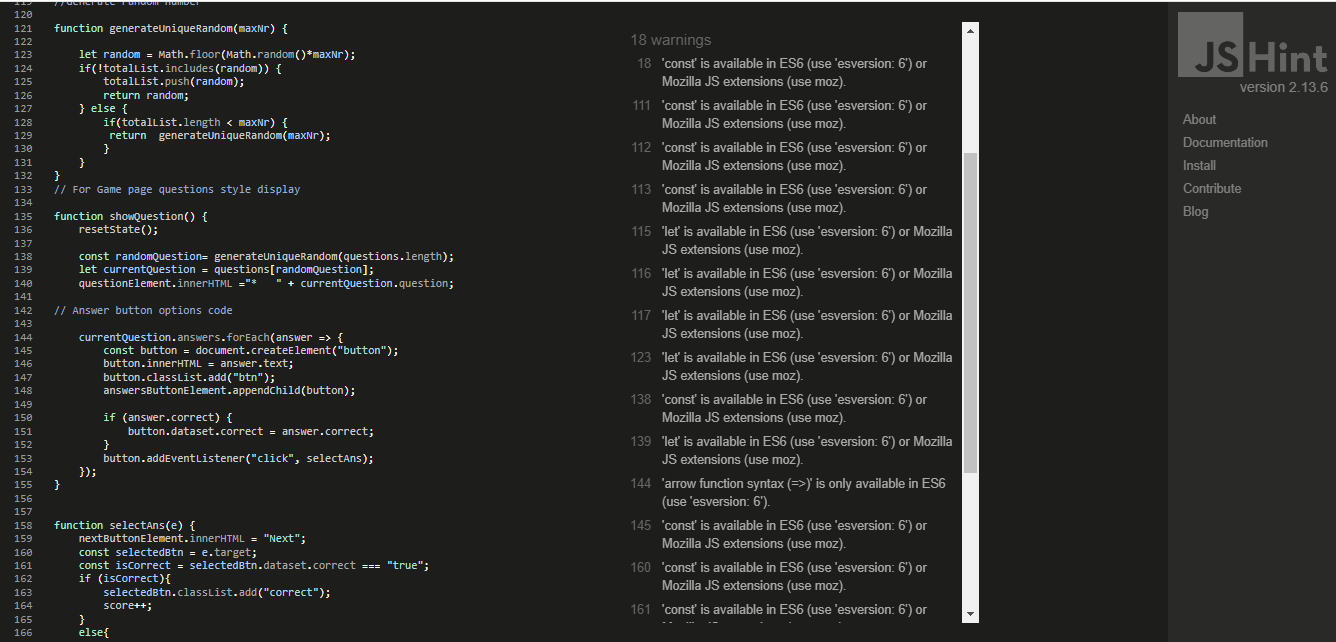 119 //Generate random number
120
121 function generateUniqueRandom(maxNr) {
122
123 let random = Math.floor(Math.random()*maxNr);
124 if(!totalList.includes(random)) {
125 totalList.push(random);
126 return random;
127 } else {
128 if(totalList.length < maxNr) {
129 return  generateUniqueRandom(maxNr);
130 }
131 }
132 }
133 // For Game page questions style display
134
135 function showQuestion() {
136 resetState();
137
138 const randomQuestion= generateUniqueRandom(questions.length);
139 let currentQuestion = questions[randomQuestion];
140 questionElement.innerHTML ="*   " + currentQuestion.question;
141
142 // Answer button options code
143
144 currentQuestion.answers.forEach(answer => {
145 const button = document.createElement("button");
146 button.innerHTML = answer.text;
147 button.classList.add("btn");
148 answersButtonElement.appendChild(button);
149
150 if (answer.correct) {
151 button.dataset.correct = answer.correct;
152 }
153 button.addEventListener("click", selectAns);
154 });
155 }
156
157
158 function selectAns(e) {
159 nextButtonElement.innerHTML = "Next";
160 const selectedBtn = e.target;
161 const isCorrect = selectedBtn.dataset.correct === "true";
162 if (isCorrect){
163 selectedBtn.classList.add("correct");
164 score++;
165 }
166 else{
18 warnings
18 'const' is available in ES6 (use 'esversion: 6') or
Mozilla JS extensions (use moz).
111 'const' is available in ES6 (use 'esversion: 6') or
Mozilla JS extensions (use moz).
112 'const' is available in ES6 (use 'esversion: 6') or
Mozilla JS extensions (use moz).
113 'const' is available in ES6 (use 'esversion: 6') or
Mozilla JS extensions (use moz).
115 'let' is available in ES6 (use 'esversion: 6') or Mozilla
JS extensions (use moz).
116 'let' is available in ES6 (use 'esversion: 6') or Mozilla
JS extensions (use moz).
117 'let' is available in ES6 (use 'esversion: 6') or Mozilla
JS extensions (use moz).
123 'let' is available in ES6 (use 'esversion: 6') or Mozilla
JS extensions (use moz).
138 'const' is available in ES6 (use 'esversion: 6') or
Mozilla JS extensions (use moz).
139 'let' is available in ES6 (use 'esversion: 6') or Mozilla
JS extensions (use moz).
144 'arrow function syntax (=>)' is only available in ES6
(use 'esversion: 6').
145 'const' is available in ES6 (use 'esversion: 6') or
Mozilla JS extensions (use moz).
160 'const' is available in ES6 (use 'esversion: 6') or
Mozilla JS extensions (use moz).
161 'const' is available in ES6 (use 'esversion: 6') or
JSHint
version 2.13.6
About
Documentation
Install
Contribute
Blog